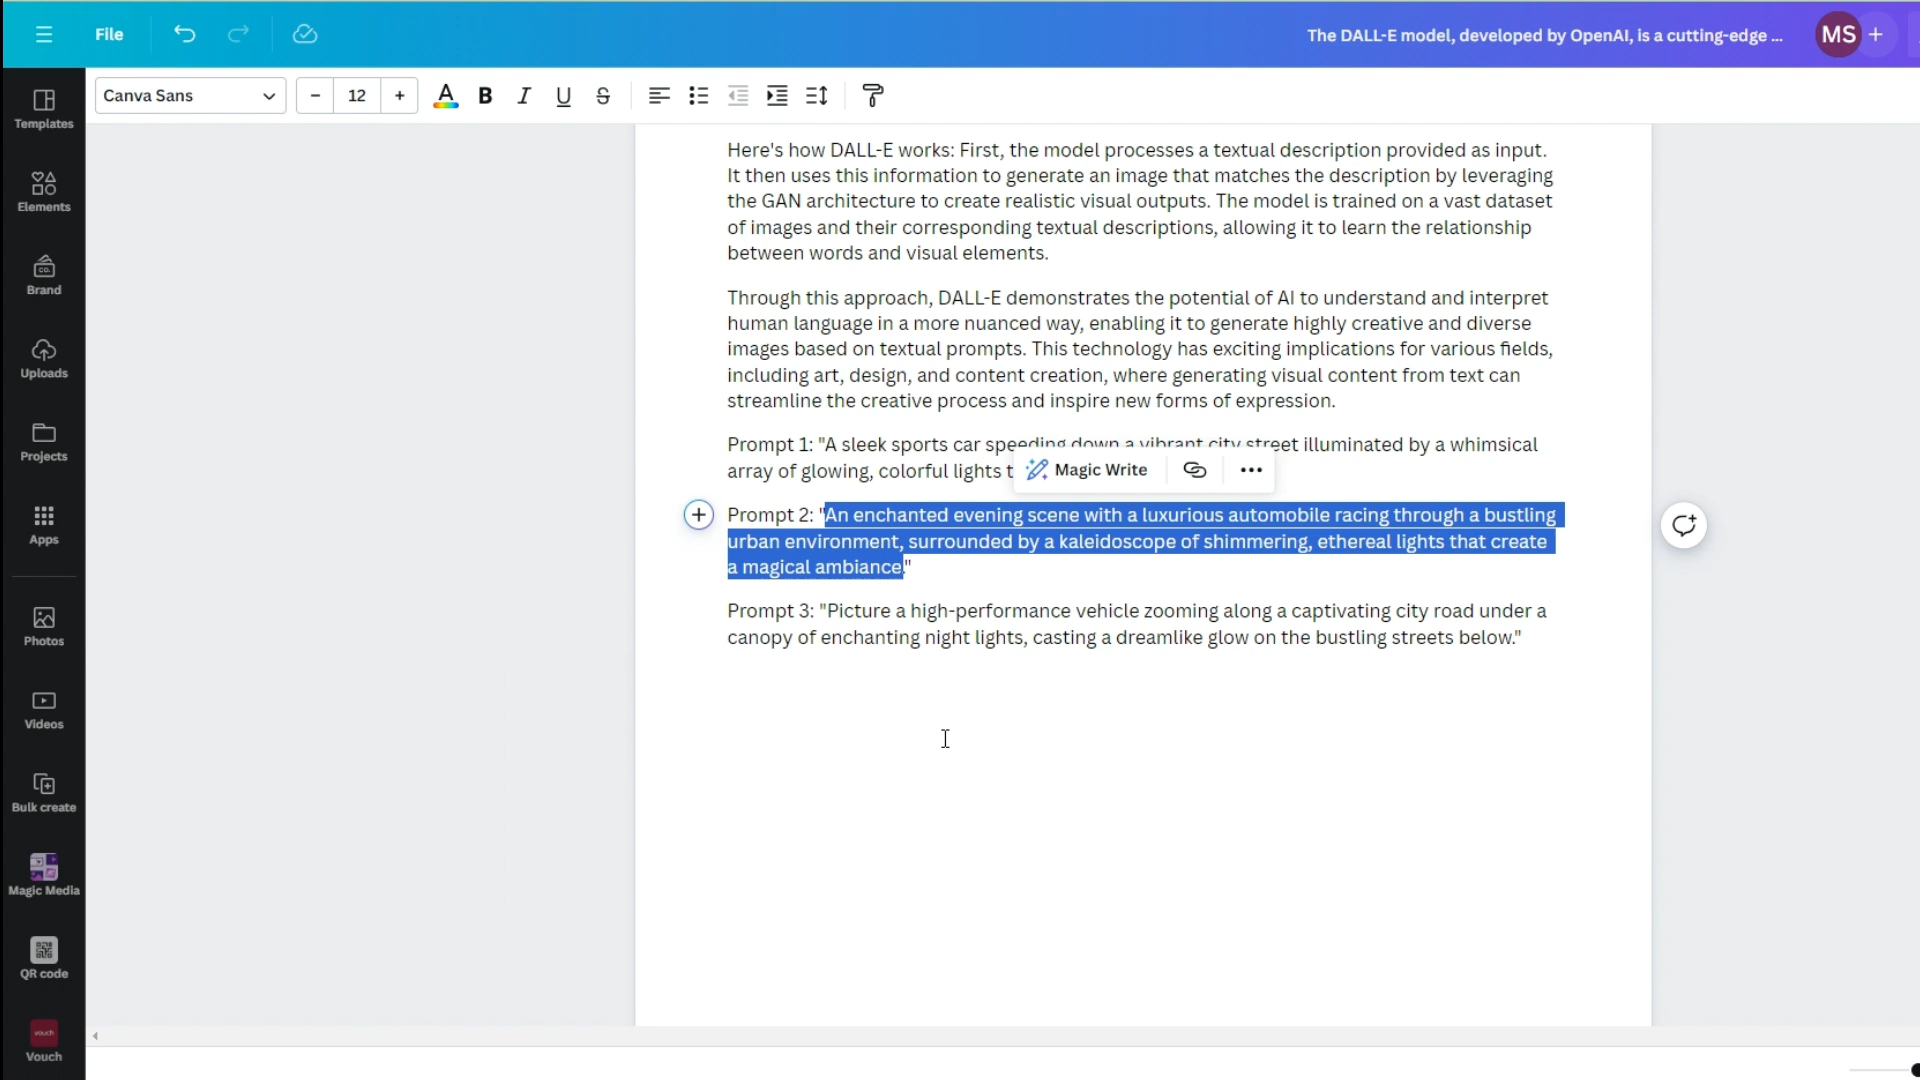 File
The DALL-E model, developed by OpenAI, is a cutting-edge ...
MS
Canva Sans
12
A
B
I
U
S
Templates
Elements
CO.
Brand
Uploads
Projects
Apps
Photos
Videos
Bulk create
Magic Media
QR code
vouch
Vouch
Here's how DALL-E works: First, the model processes a textual description provided as input.
It then uses this information to generate an image that matches the description by leveraging
the GAN architecture to create realistic visual outputs. The model is trained on a vast dataset
of images and their corresponding textual descriptions, allowing it to learn the relationship
between words and visual elements.
Through this approach, DALL-E demonstrates the potential of AI to understand and interpret
human language in a more nuanced way, enabling it to generate highly creative and diverse
images based on textual prompts. This technology has exciting implications for various fields,
including art, design, and content creation, where generating visual content from text can
streamline the creative process and inspire new forms of expression.
Prompt 1: "A sleek sports car speeding down a vibrant city street illuminated by a whimsical
array of glowing, colorful lights t
Magic Write
Prompt 2: "An enchanted evening scene with a luxurious automobile racing through a bustling
urban environment, surrounded by a kaleidoscope of shimmering, ethereal lights that create
a magical ambiance."
Prompt 3: "Picture a high-performance vehicle zooming along a captivating city road under a
canopy of enchanting night lights, casting a dreamlike glow on the bustling streets below."